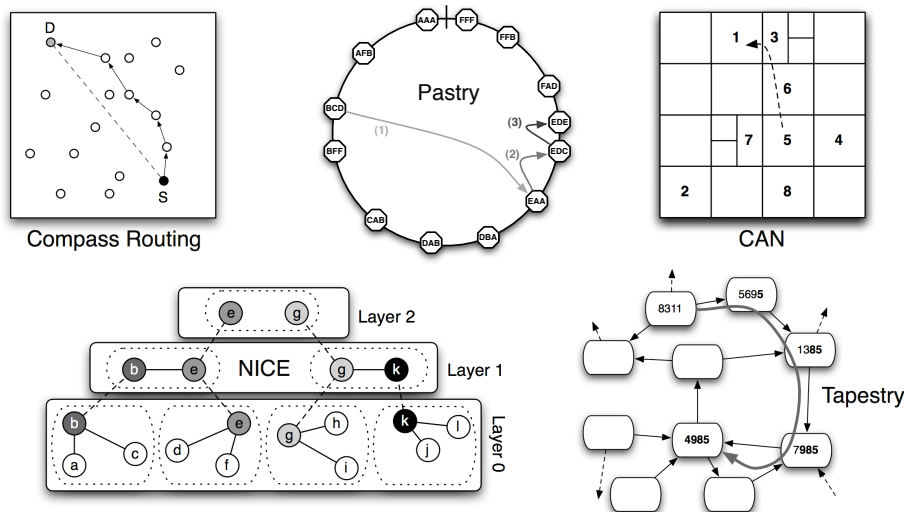 D
S
Compass Routing
AAA
FFF
AFB
FFB
Pastry
FAD
BCD
(1)
(3)
EDE
BFF
(2)
EDC
EAA
CAB
DAB
DBA
1
3
6
7
5
4
2
8
CAN
e
g
Layer 2
b
e
NICE
g
k
Layer 1
b
a
c
e
d
f
g
h
i
k
l
j
Layer 0
8311
5695
1385
Tapestry
4985
7985